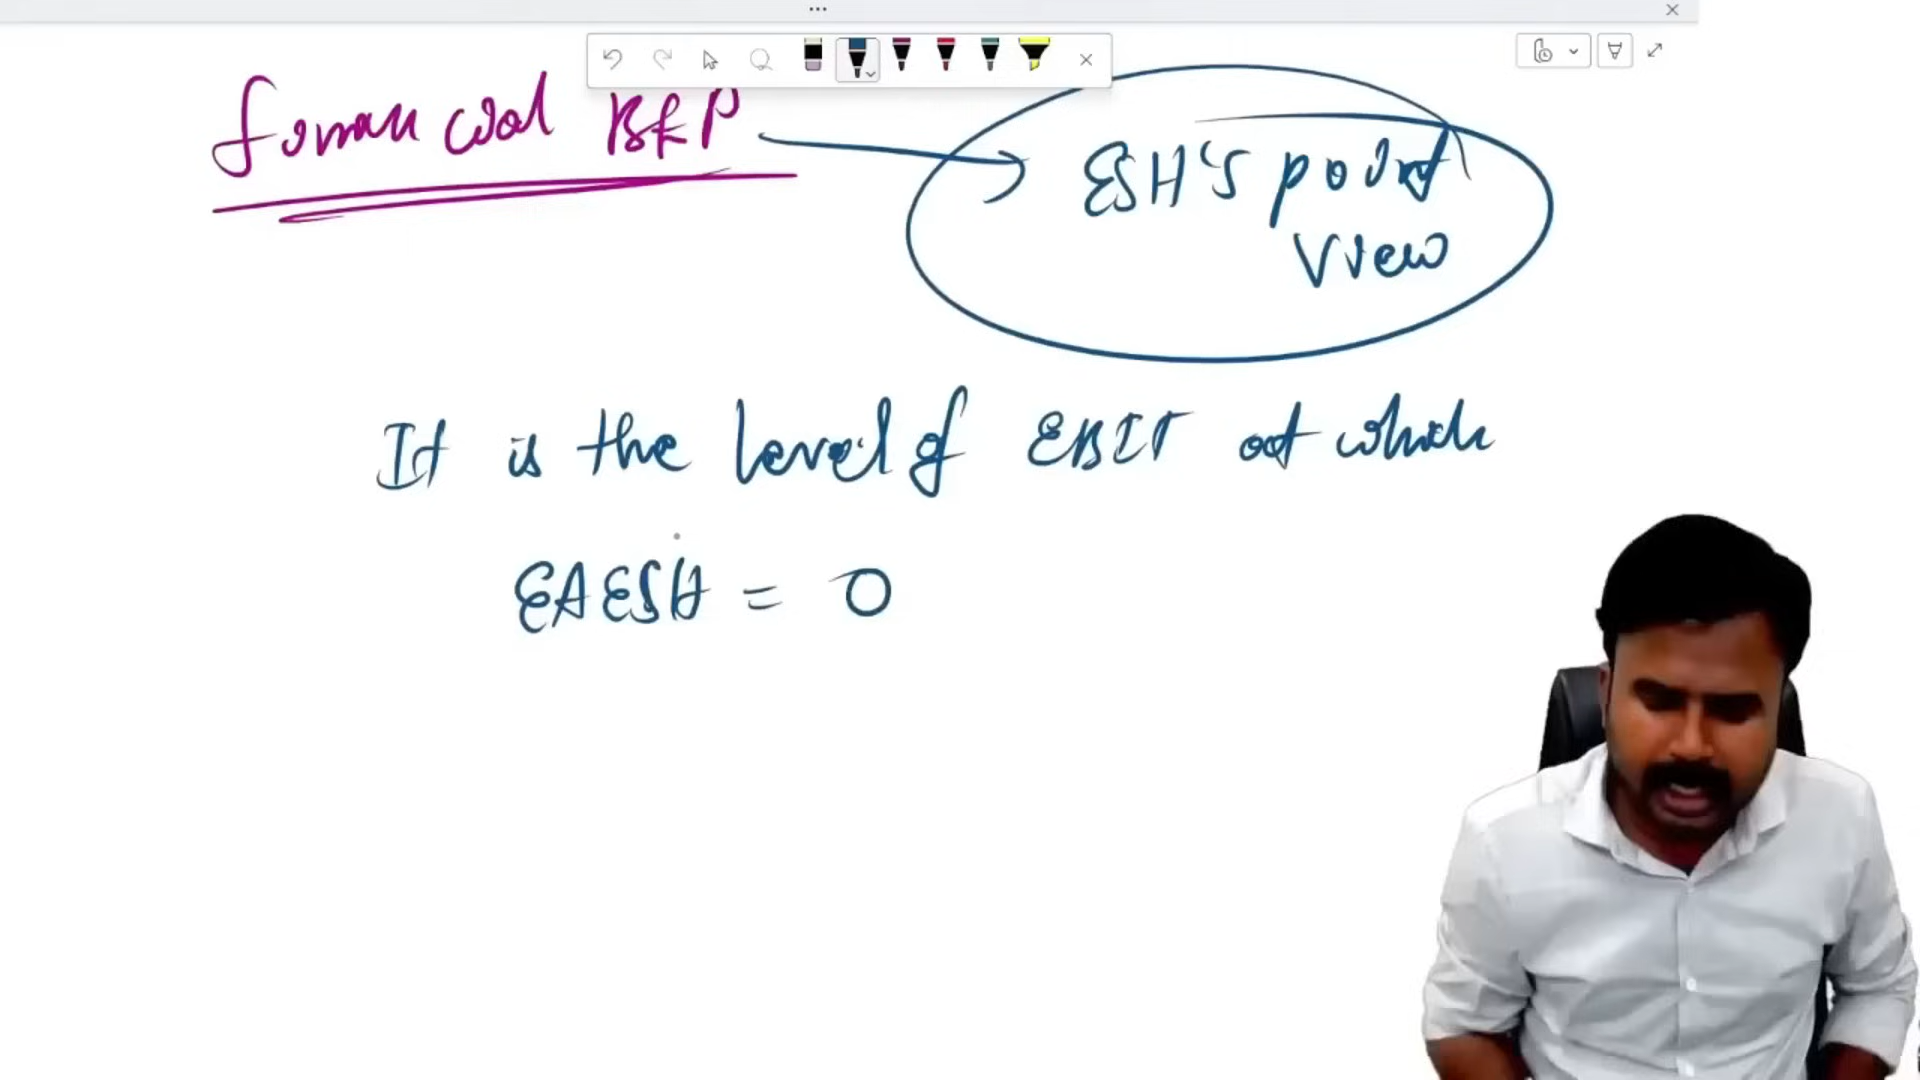 Financial BEP
ESH's point
view
It is the level of EBIT at which
EAESH = 0